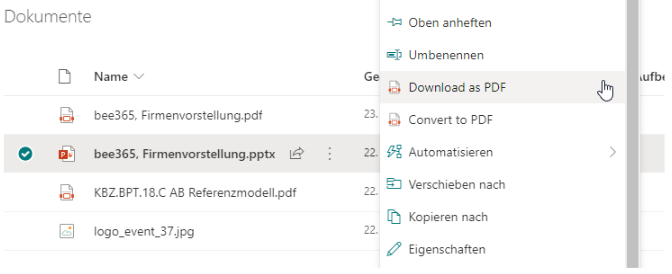 Dokumente
Name
Ge
Aufbe
bee365, Firmenvorstellung.pdf
23.
bee365, Firmenvorstellung.pptx
22.
KBZ.BPT.18.C AB Referenzmodell.pdf
22.
logo_event_37.jpg
22.
Oben anheften
Umbenennen
Download as PDF
Convert to PDF
Automatisieren
Verschieben nach
Kopieren nach
Eigenschaften